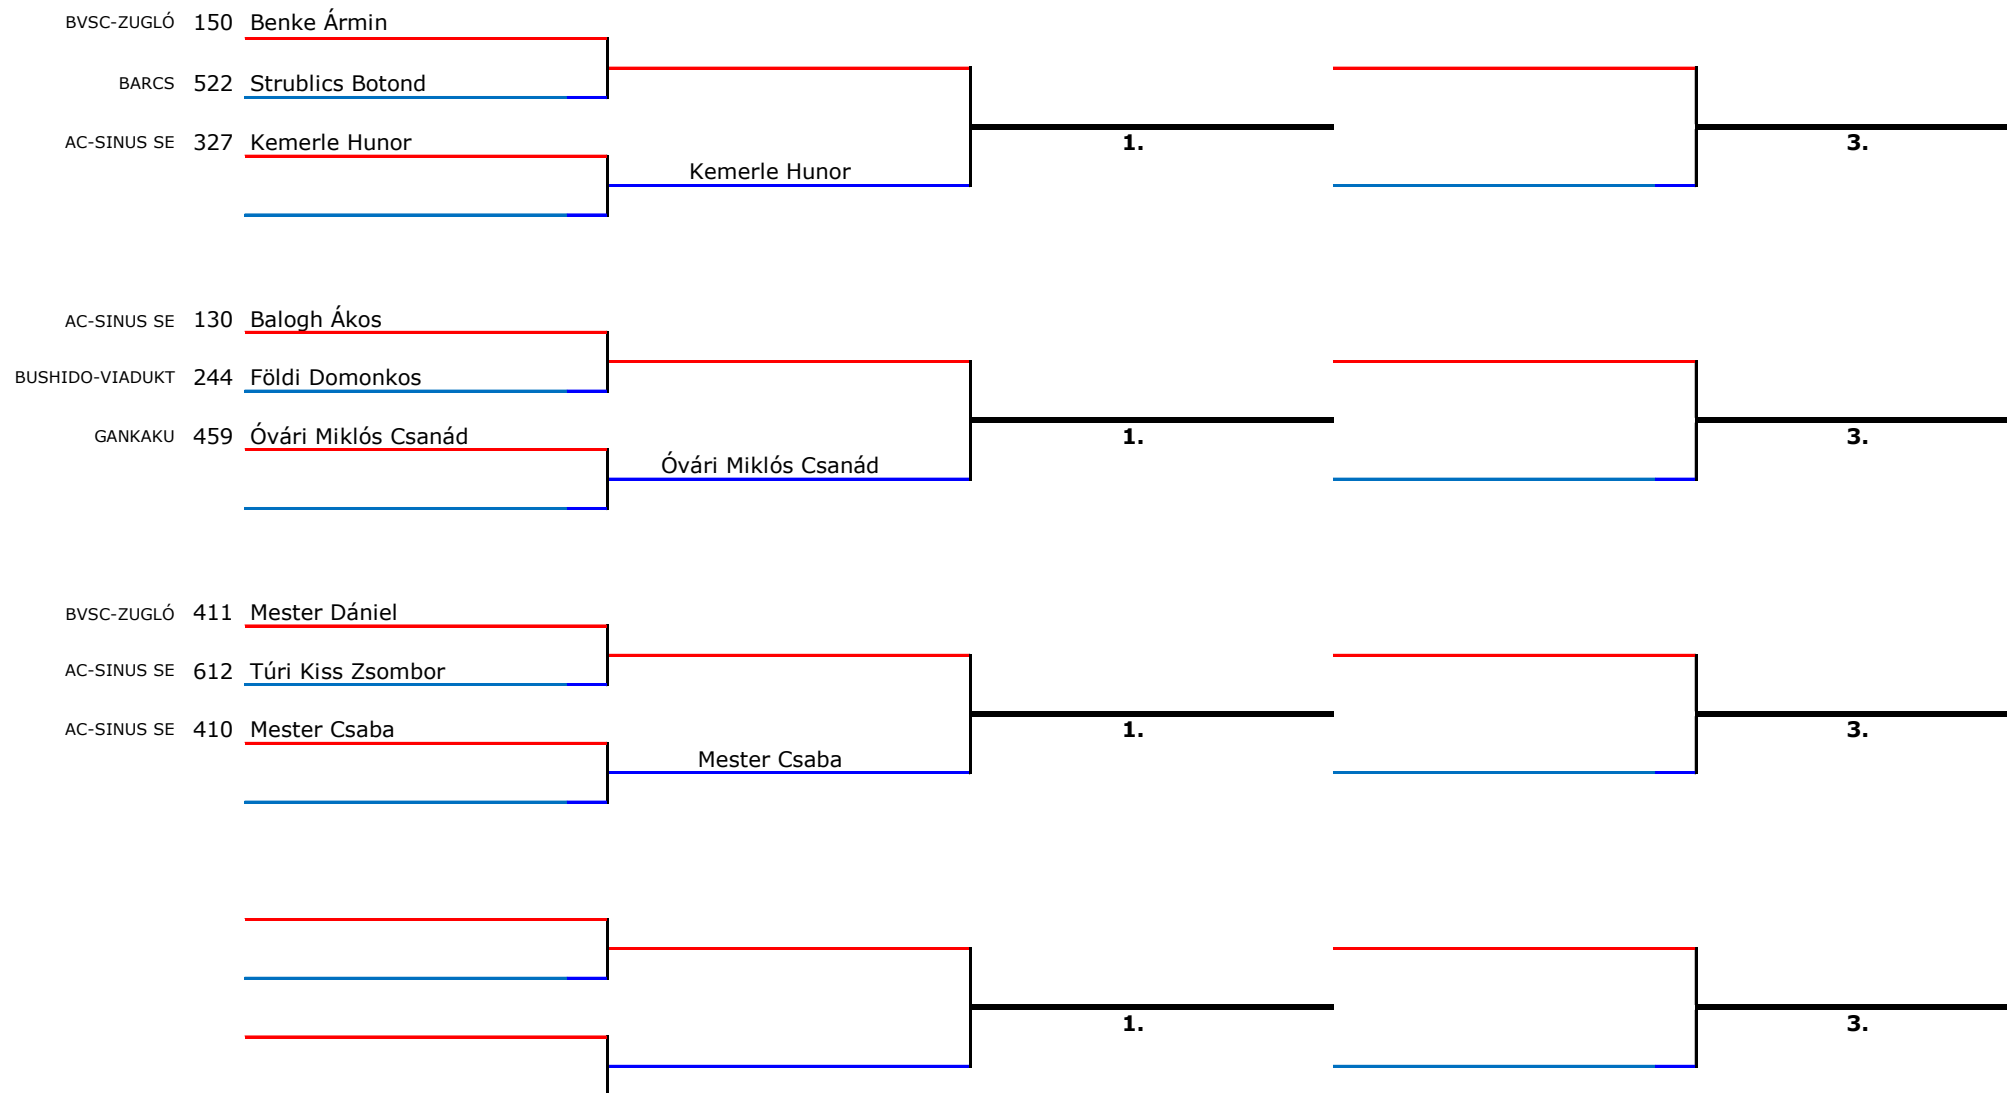 BVSC-ZUGLÓ 150 Benke Ármin
BARCS 522 Strublics Botond
AC-SINUS SE 327 Kemerle Hunor 1. 3.
Kemerle Hunor
AC-SINUS SE 130 Balogh Ákos
BUSHIDO-VIADUKT 244 Földi Domonkos
GANKAKU 459 Óvári Miklós Csanád 1. 3.
Óvári Miklós Csanád
BVSC-ZUGLÓ 411 Mester Dániel
AC-SINUS SE 612 Túri Kiss Zsombor
AC-SINUS SE 410 Mester Csaba 1. 3.
Mester Csaba
1. 3.